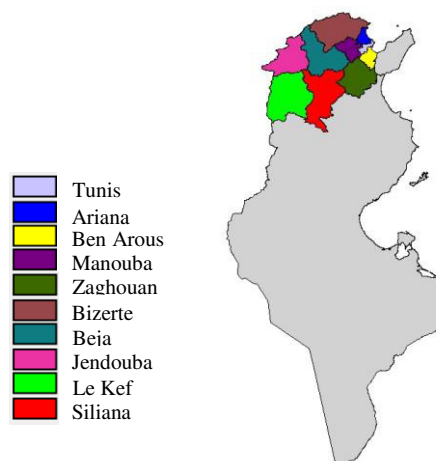 Tunis
Ariana
Ben Arous
Manouba
Zaghouan
Bizerte
Beja
Jendouba
Le Kef
Siliana